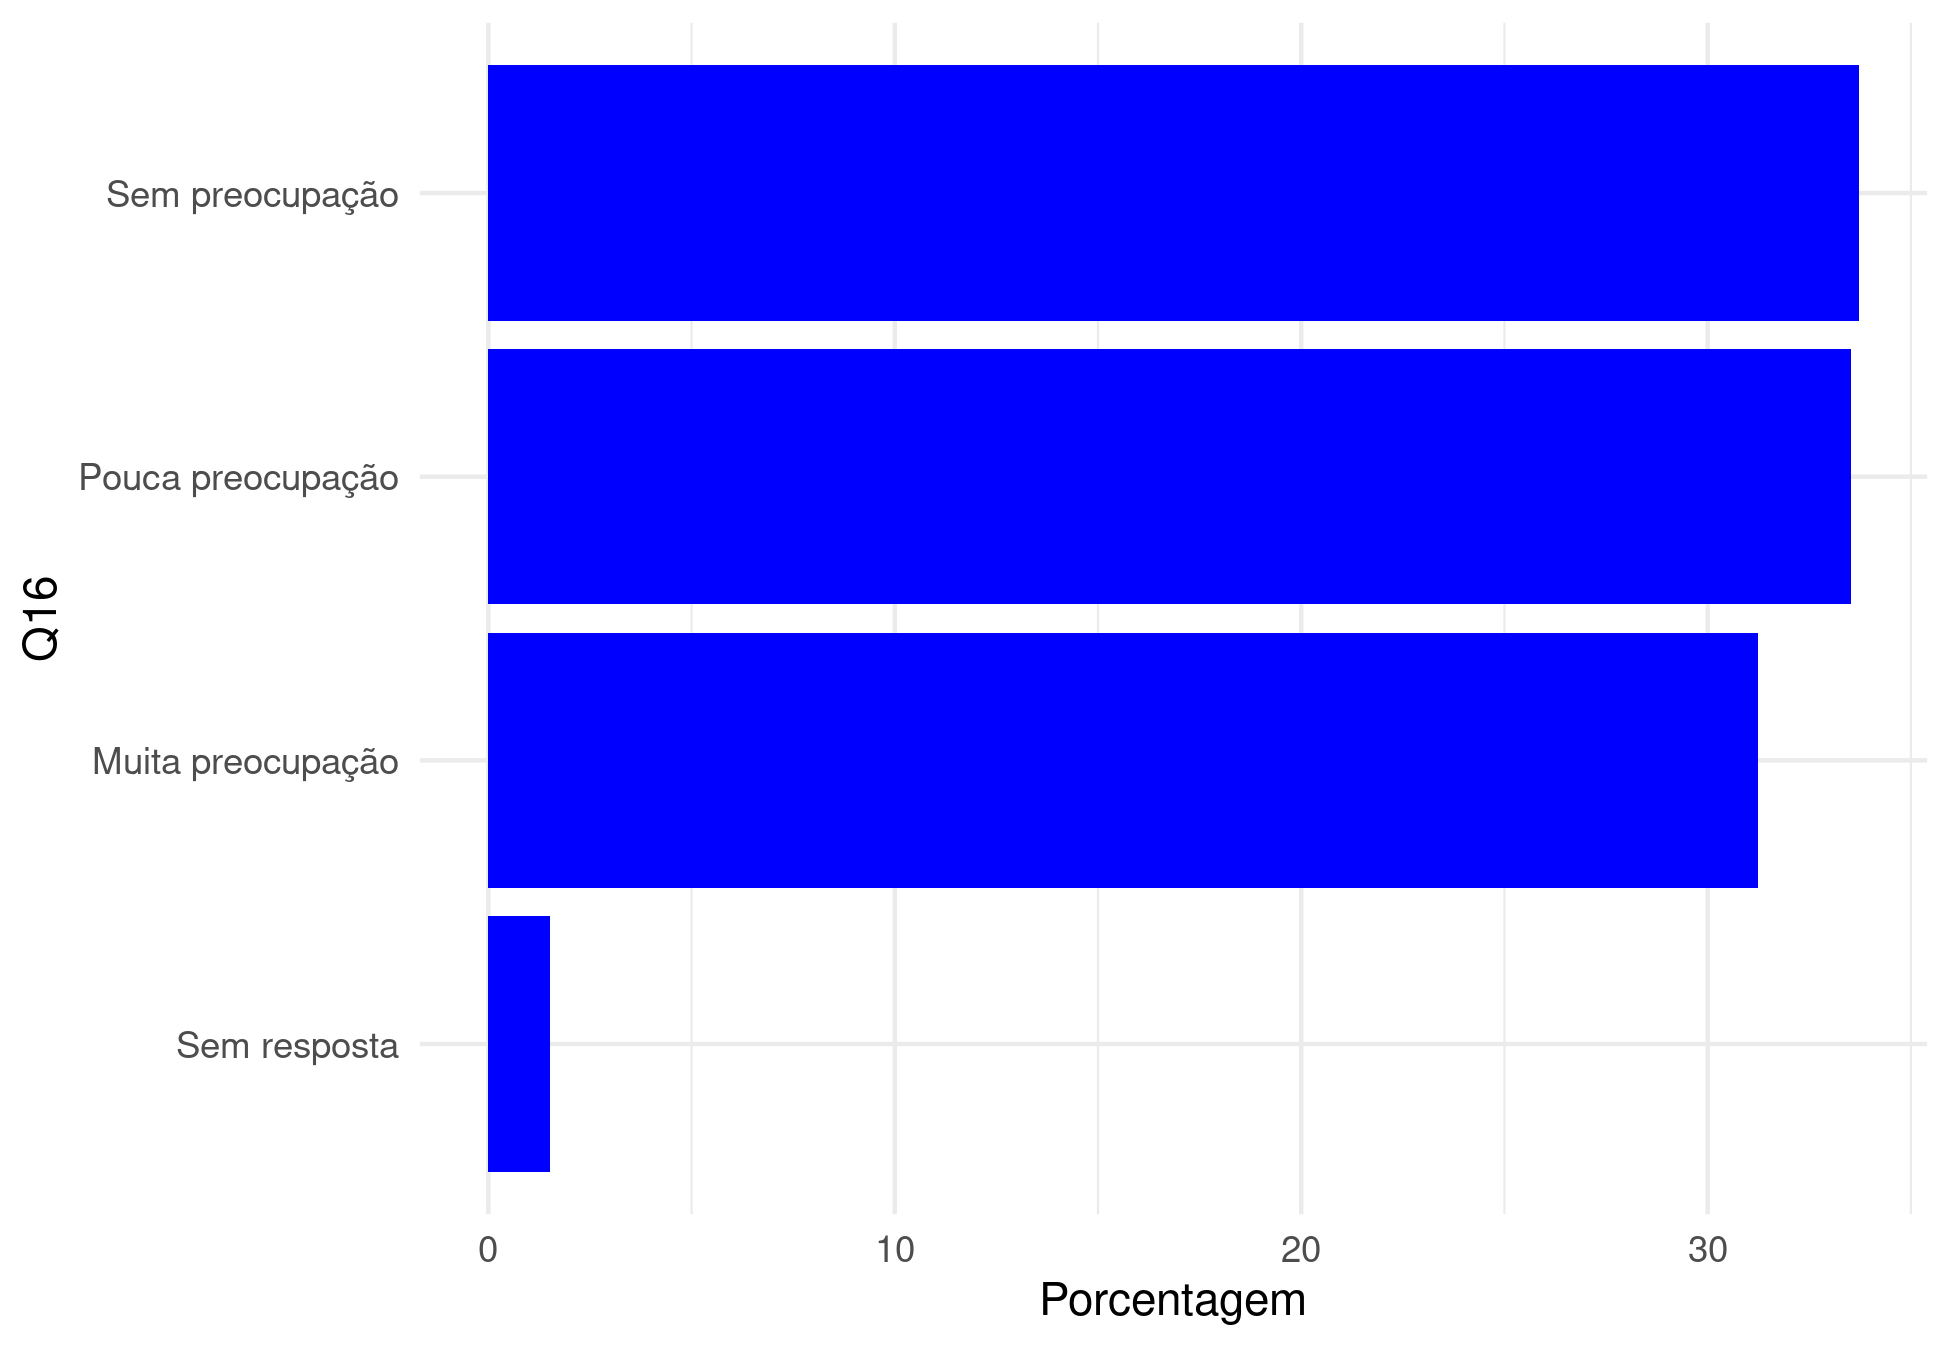 Sem preocupação
Pouca preocupação
Muita preocupação
Sem resposta
Q16
0 10 20 30
Porcentagem